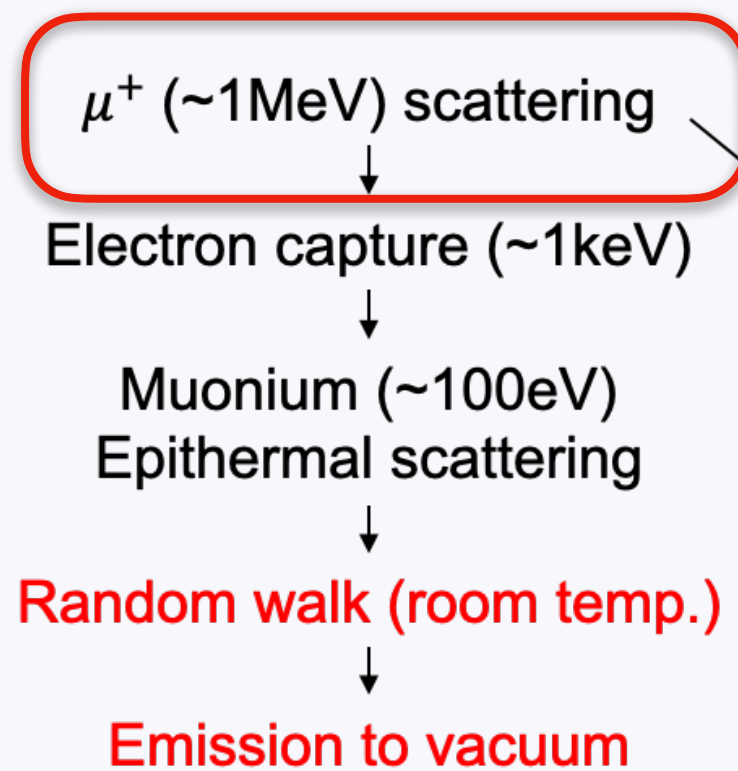 μ⁺ (~1MeV) scattering
Electron capture (~1keV)
Muonium (~100eV)
Epithermal scattering
Random walk (room temp.)
Emission to vacuum